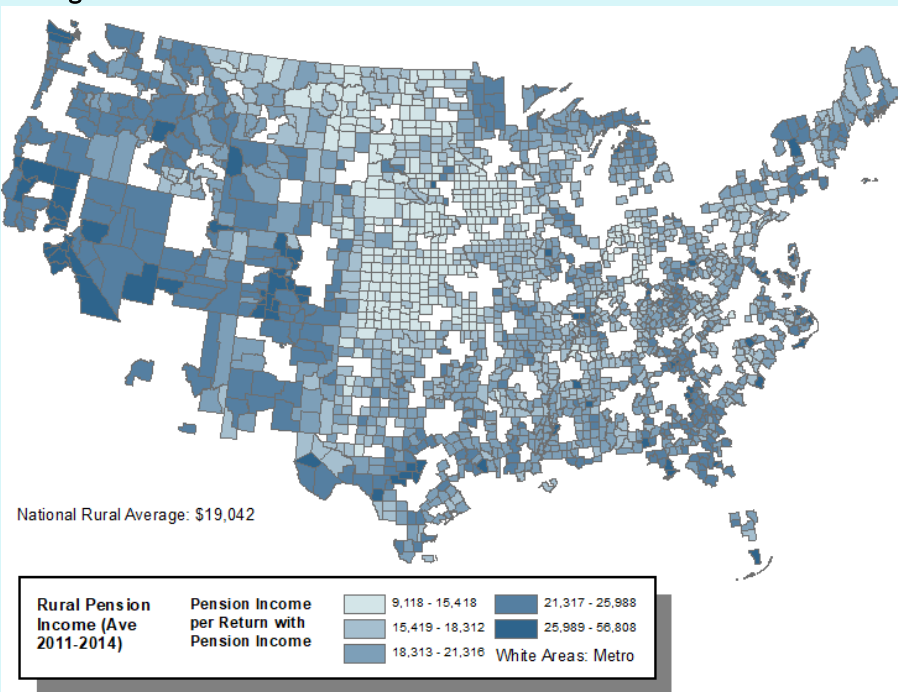 National Rural Average: $19,042
Rural Pension
Income (Ave
2011-2014)
Pension Income
per Return with
Pension Income
9,118 - 15,418
15,419 - 18,312
18,313 - 21,316
21,317 - 25,988
25,989 - 56,808
White Areas: Metro